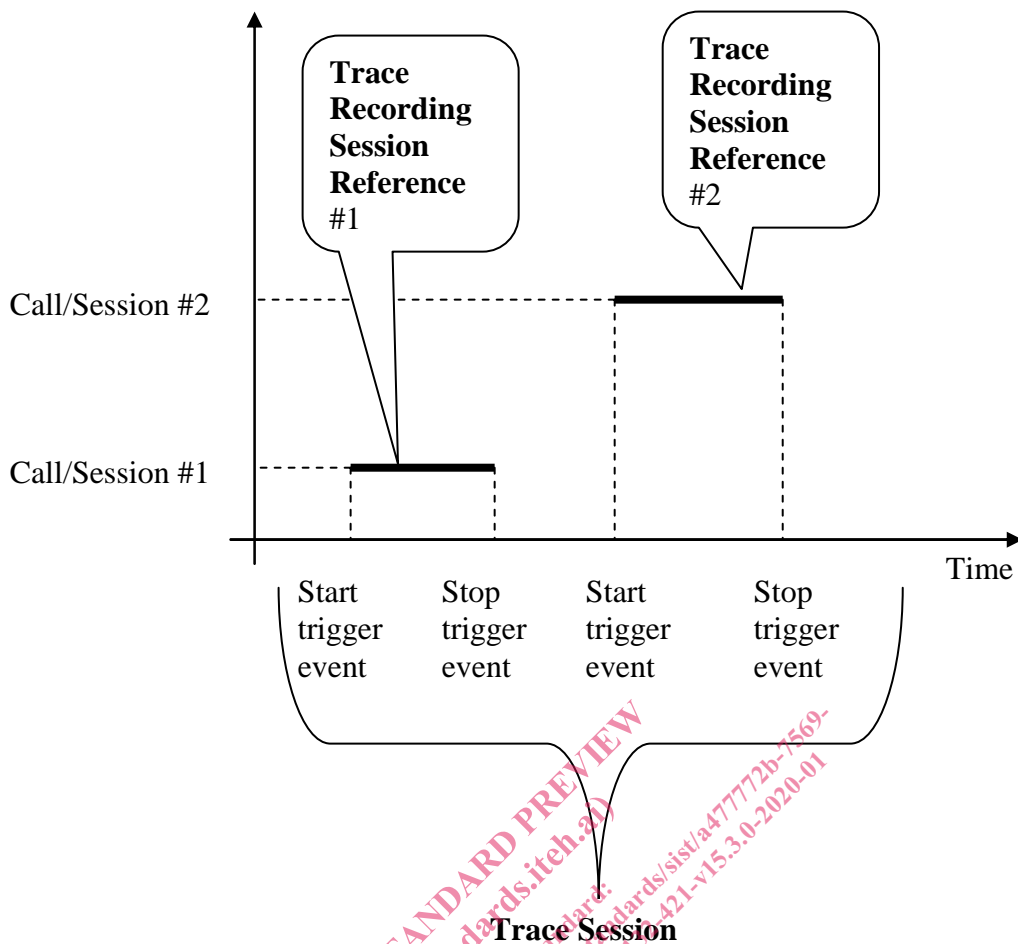 Trace
Recording
Session
Reference
#1
Trace
Recording
Session
Reference
#2
Call/Session #2
Call/Session #1
Time
Start
trigger
event
Stop
trigger
event
Start
trigger
event
Stop
trigger
event
Trace Session